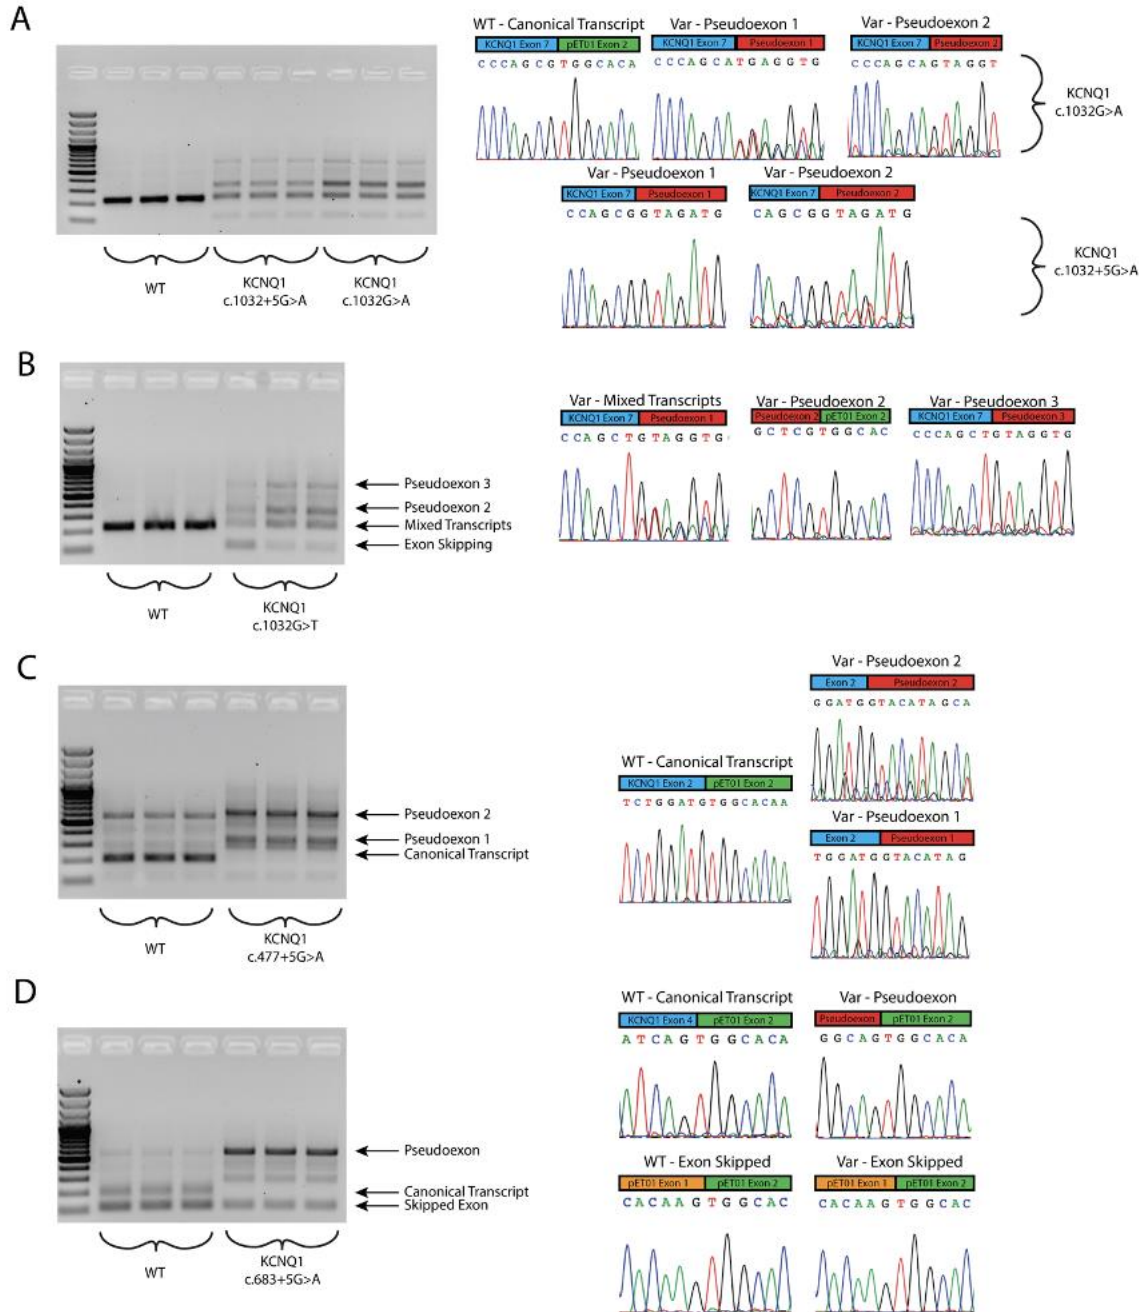 A
WT - Canonical Transcript
KCNQ1 Exon 7 pET01 Exon 2
CCCAGCGTGGCACA
Var - Pseudoexon 1
KCNQ1 Exon 7 Pseudoexon 1
CCCAGCATGAGGTG
Var - Pseudoexon 2
KCNQ1 Exon 7 Pseudoexon 2
CCCAGCAGTAGGT
KCNQ1
c.1032G>A
Var - Pseudoexon 1
KCNQ1 Exon 7 Pseudoexon 1
CCAGCGGTAGATG
Var - Pseudoexon 2
KCNQ1 Exon 7 Pseudoexon 2
CAGCGGTAGATG
KCNQ1
c.1032+5G>A
WT
KCNQ1
c.1032+5G>A
KCNQ1
c.1032G>A
B
Pseudoexon 3
Pseudoexon 2
Mixed Transcripts
Exon Skipping
WT
KCNQ1
c.1032G>T
Var - Mixed Transcripts
KCNQ1 Exon 7 Pseudoexon 1
CCAGCTGTAGGTG
Var - Pseudoexon 2
Pseudoexon 2 pET01 Exon 2
GCTCGTGGCAC
Var - Pseudoexon 3
KCNQ1 Exon 7 Pseudoexon 3
CCCAGCTGTAGGTG
C
Pseudoexon 2
Pseudoexon 1
Canonical Transcript
WT
KCNQ1
c.477+5G>A
WT - Canonical Transcript
KCNQ1 Exon 2 pET01 Exon 2
TCTGGATGTGGCACAA
Var - Pseudoexon 2
Exon 2 Pseudoexon 2
GGATGGTACATAGCA
Var - Pseudoexon 1
Exon 2 Pseudoexon 1
TGGATGGTACATAG
D
Pseudoexon
Canonical Transcript
Skipped Exon
WT
KCNQ1
c.683+5G>A
WT - Canonical Transcript
KCNQ1 Exon 4 pET01 Exon 2
ATCAGTGGCACA
Var - Pseudoexon
Pseudoexon pET01 Exon 2
GGCAGTGGCACA
WT - Exon Skipped
pET01 Exon 1 pET01 Exon 2
CACAAGTGGCAC
Var - Exon Skipped
pET01 Exon 1 pET01 Exon 2
CACAAGTGGCAC